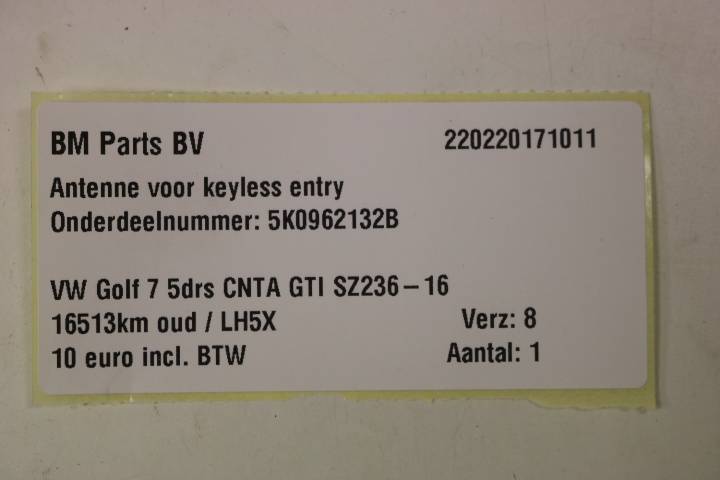 BM Parts BV 220220171011
Antenne voor keyless entry
Onderdeelnummer: 5K0962132B
VW Golf 7 5drs CNTA GTI SZ236 – 16
16513km oud / LH5X Verz: 8
10 euro incl. BTW Aantal: 1